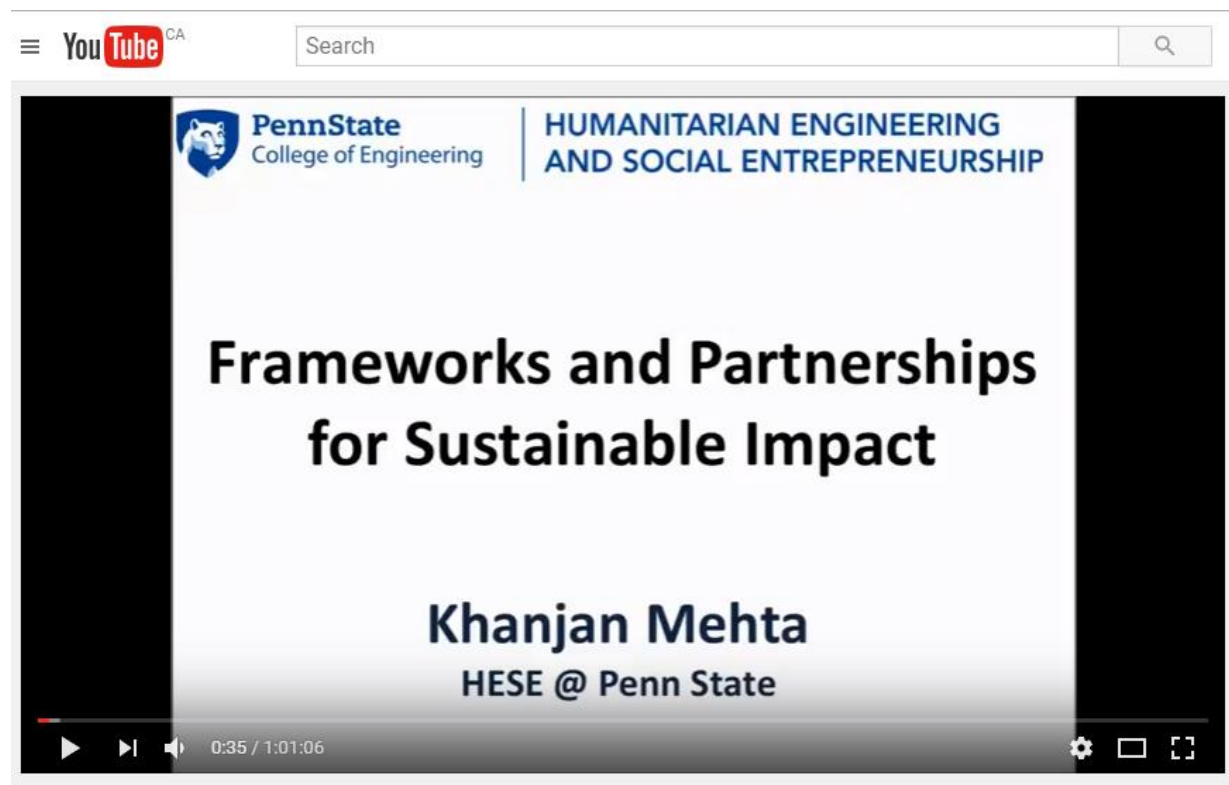 YouTube CA
Search
PennState
College of Engineering
HUMANITARIAN ENGINEERING
AND SOCIAL ENTREPRENEURSHIP
Frameworks and Partnerships
for Sustainable Impact
Khanjan Mehta
HESE @ Penn State
0:35 / 1:01:06